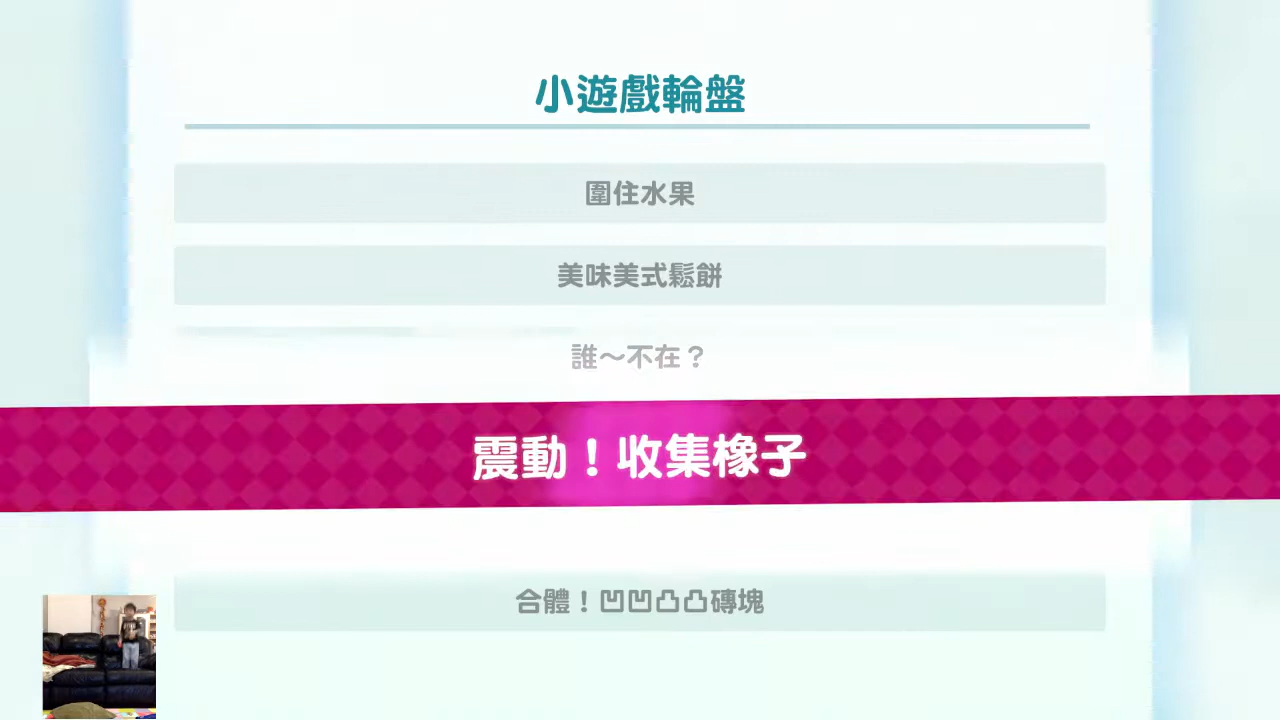 小遊戲輪盤
圍住水果
美味美式鬆餅
誰～不在？
震動！收集橡子
合體！凹凹凸凸磚塊